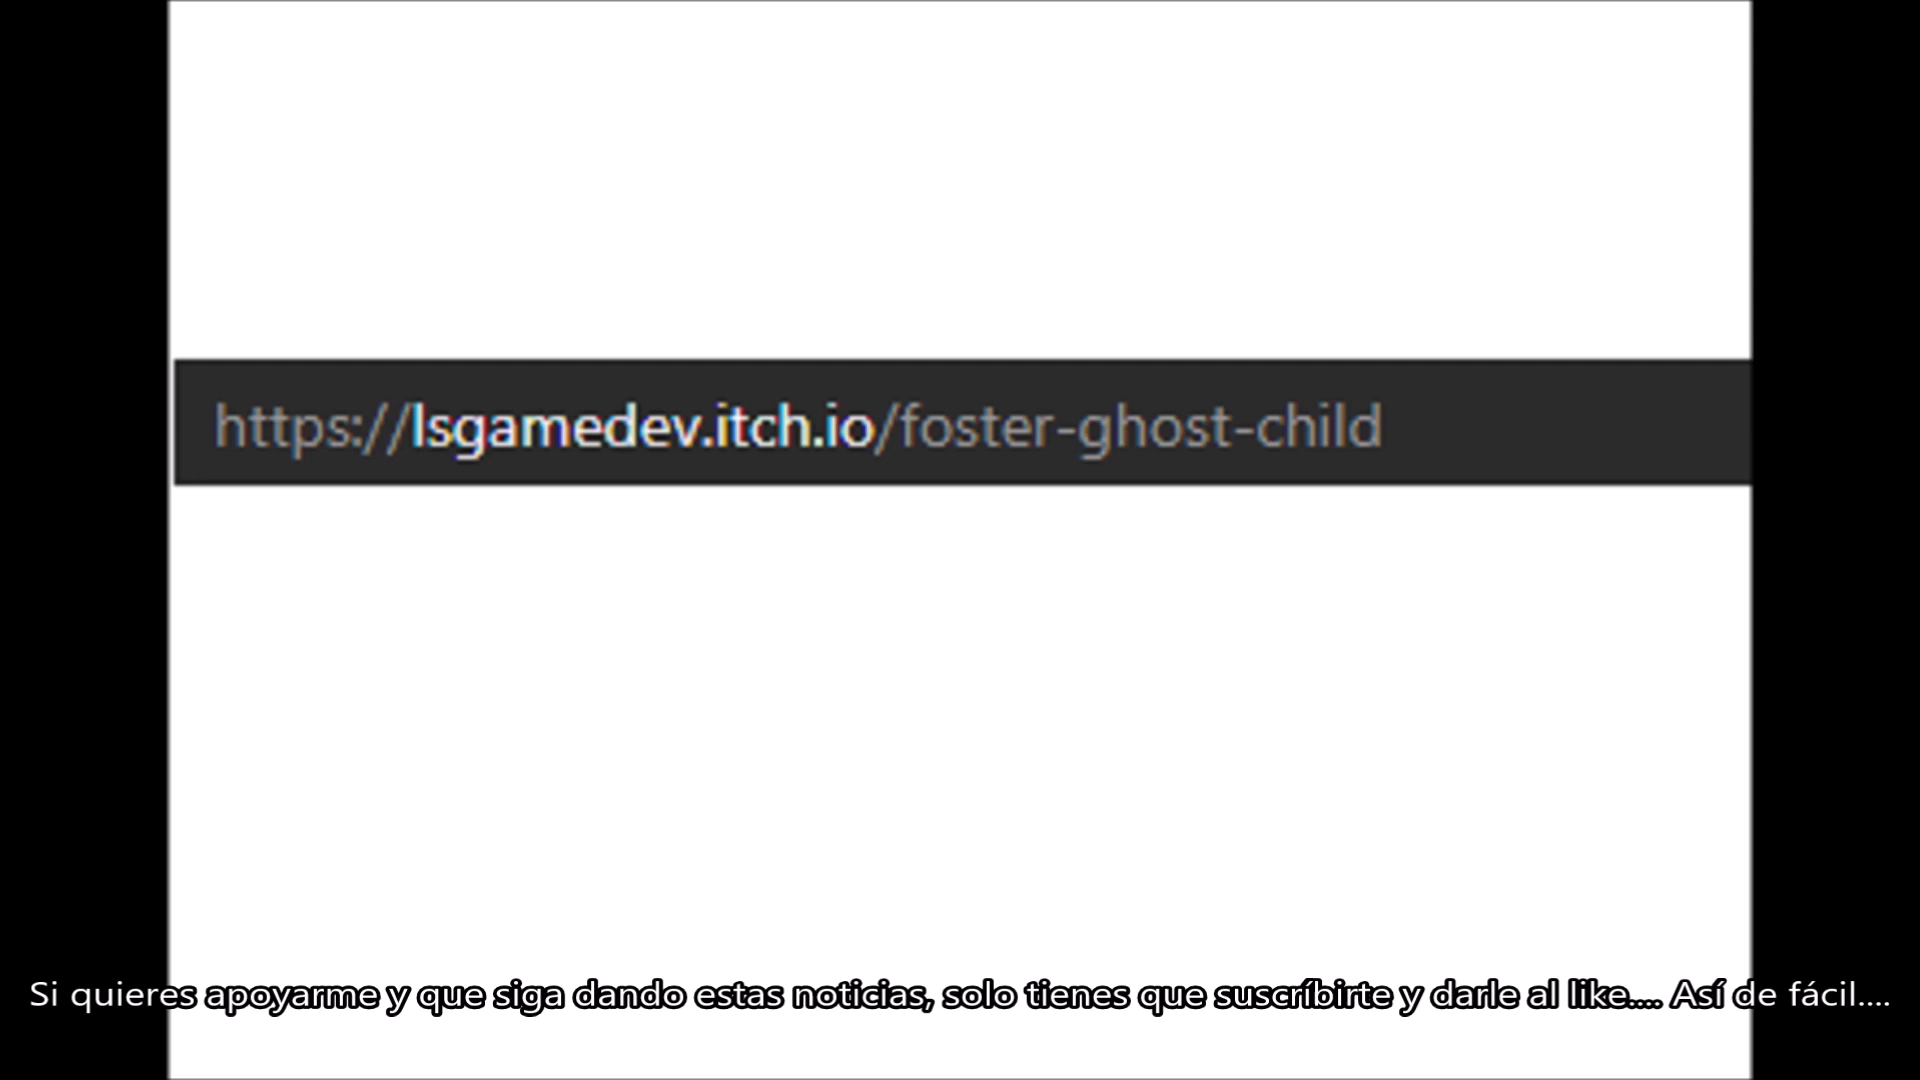 https://lsgamedev.itch.io/foster-ghost-child
Si quieres apoyarme y que siga dando estas noticias, solo tienes que suscríbirte y darle al like.... Así de fácil....